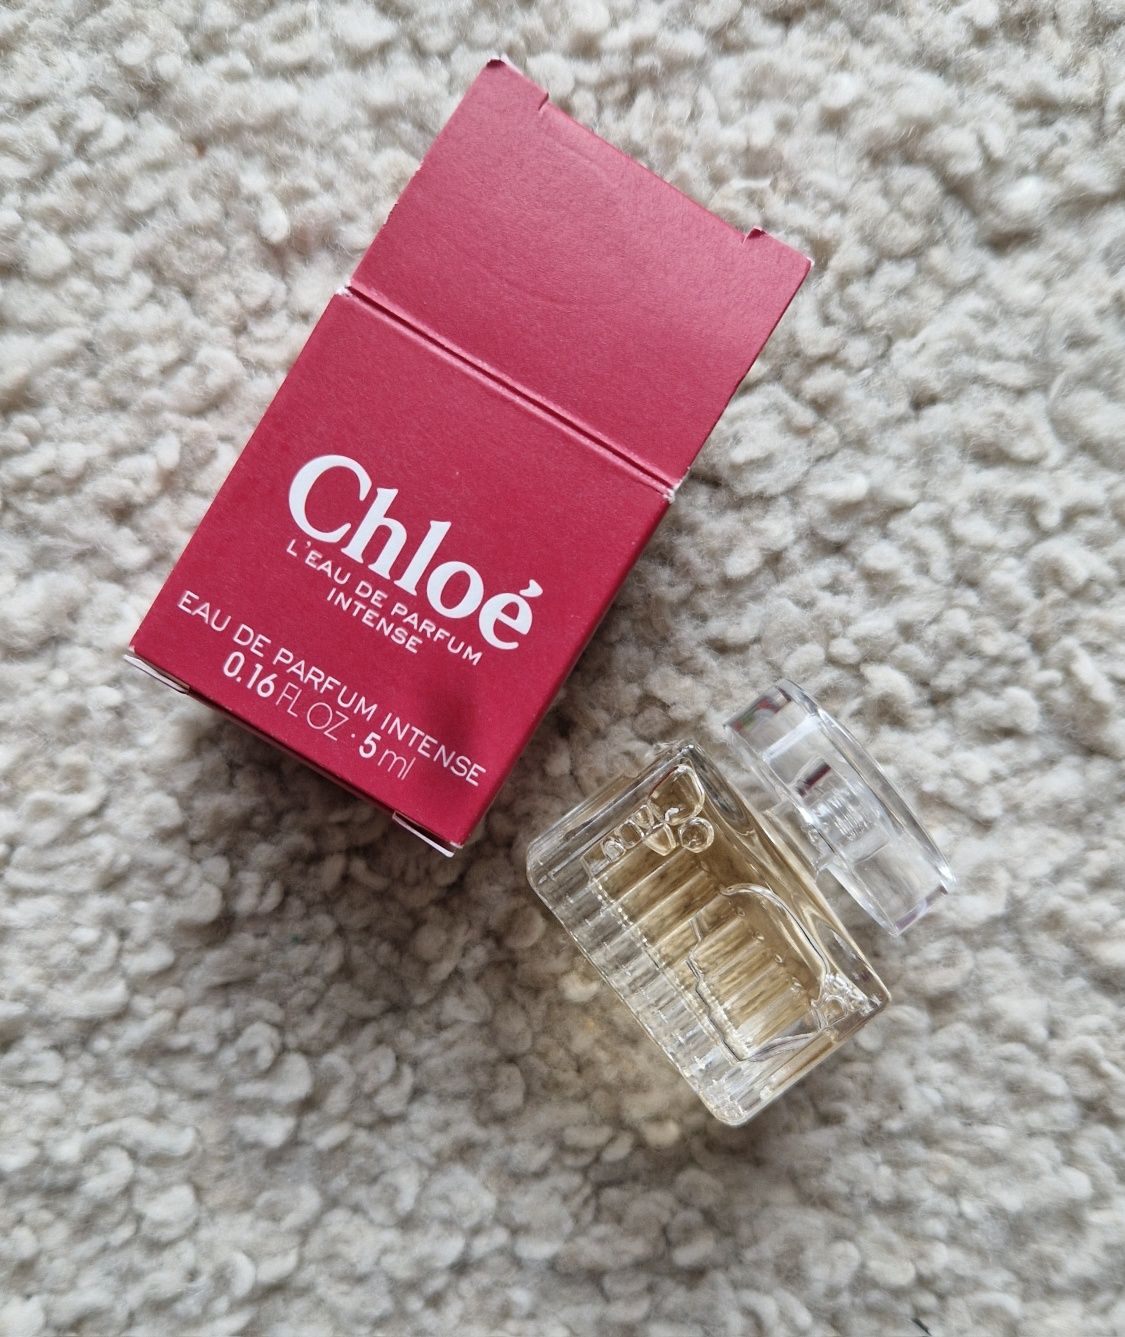 Chloé
L'EAU DE PARFUM
INTENSE
EAU DE PARFUM INTENSE
0.16 FL OZ · 5 ml